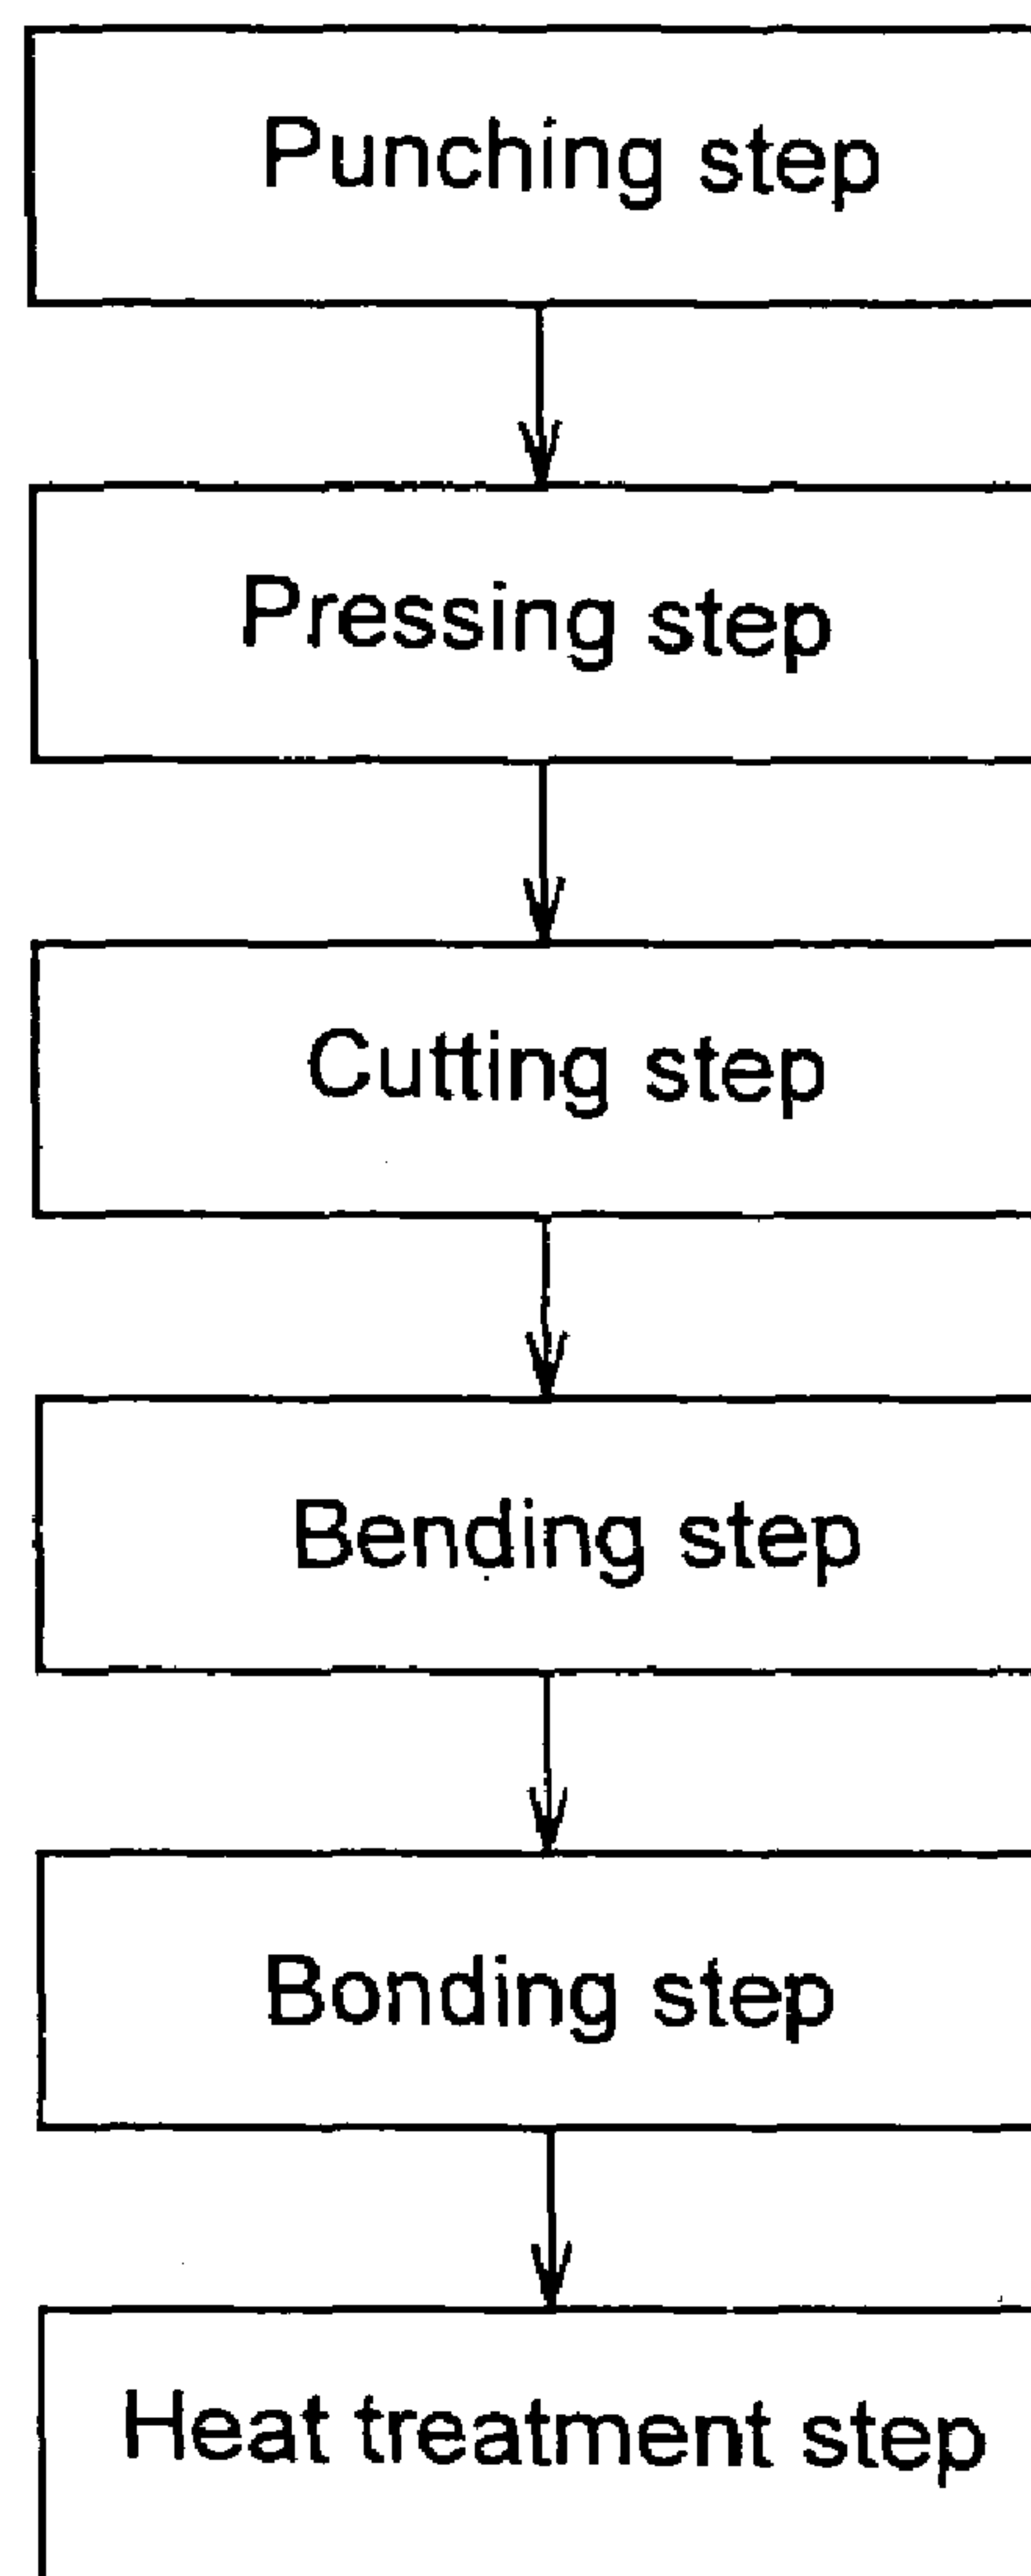 Punching step
Pressing step
Cutting step
Bending step
Bonding step
Heat treatment step